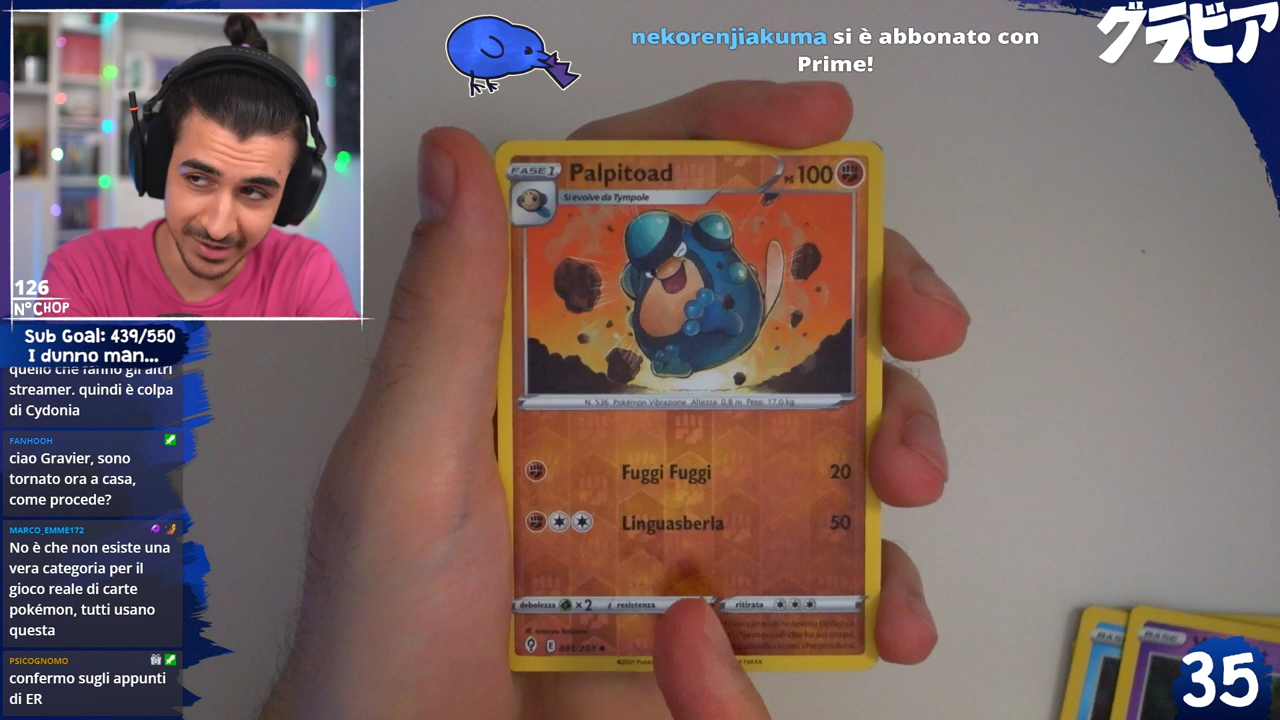 nekorenjiakuma si è abbonato con
Prime!
グラビア
126
N°CHOP
Sub Goal: 439/550
I dunno man...
quello che fanno gli altri
streamer. quindi è colpa
di Cydonia
FANHOOH
ciao Gravier, sono
tornato ora a casa,
come procede?
MARCO_EMME172
No è che non esiste una
vera categoria per il
gioco reale di carte
pokémon, tutti usano
questa
PSICOGNOMO
confermo sugli appunti
di ER
FASE 1 Palpitoad PS 100
Si evolve da Tympole
N. 536 Pokémon Vibrazione Altezza: 0.8 m. Peso: 17.0 kg.
Fuggi Fuggi 20
Linguasberla 50
debolezza ×2 resistenza ritirata
E
©2021
BASE
35